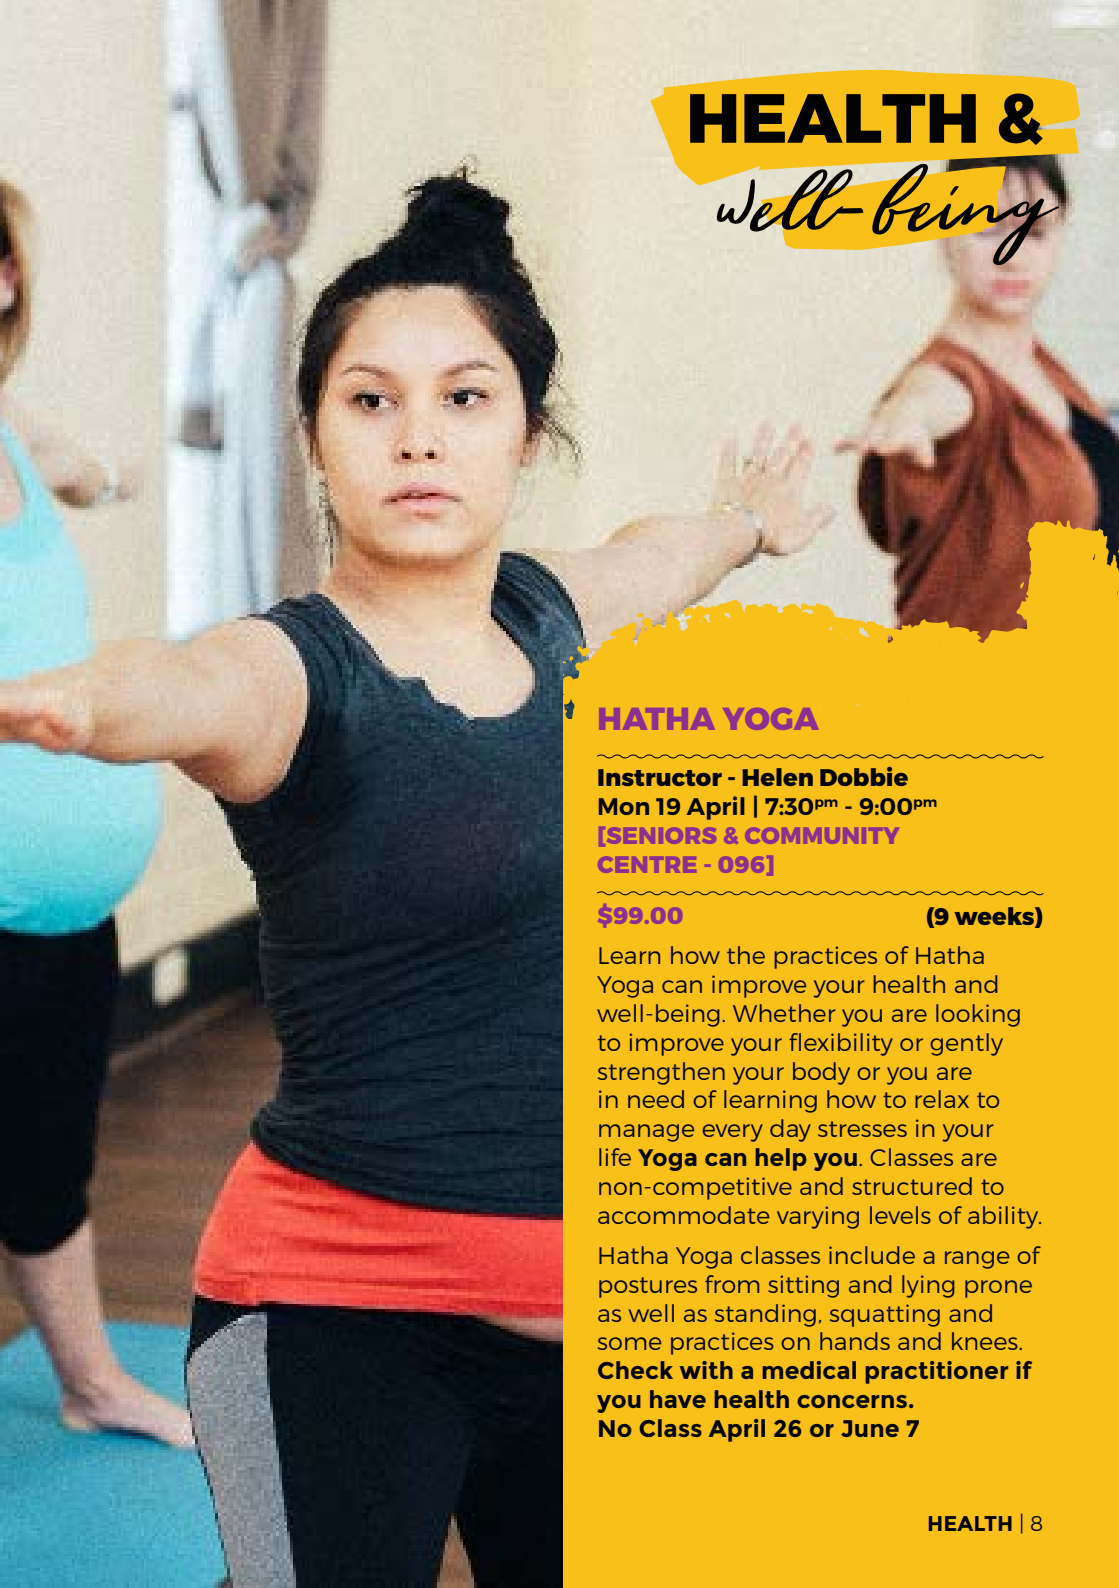 HEALTH &
well-being
HATHA YOGA
Instructor - Helen Dobbie
Mon 19 April | 7:30pm - 9:00pm
[SENIORS & COMMUNITY
CENTRE - 096]
$99.00 (9 weeks)
Learn how the practices of Hatha
Yoga can improve your health and
well-being. Whether you are looking
to improve your flexibility or gently
strengthen your body or you are
in need of learning how to relax to
manage every day stresses in your
life Yoga can help you. Classes are
non-competitive and structured to
accommodate varying levels of ability.
Hatha Yoga classes include a range of
postures from sitting and lying prone
as well as standing, squatting and
some practices on hands and knees.
Check with a medical practitioner if
you have health concerns.
No Class April 26 or June 7
HEALTH | 8